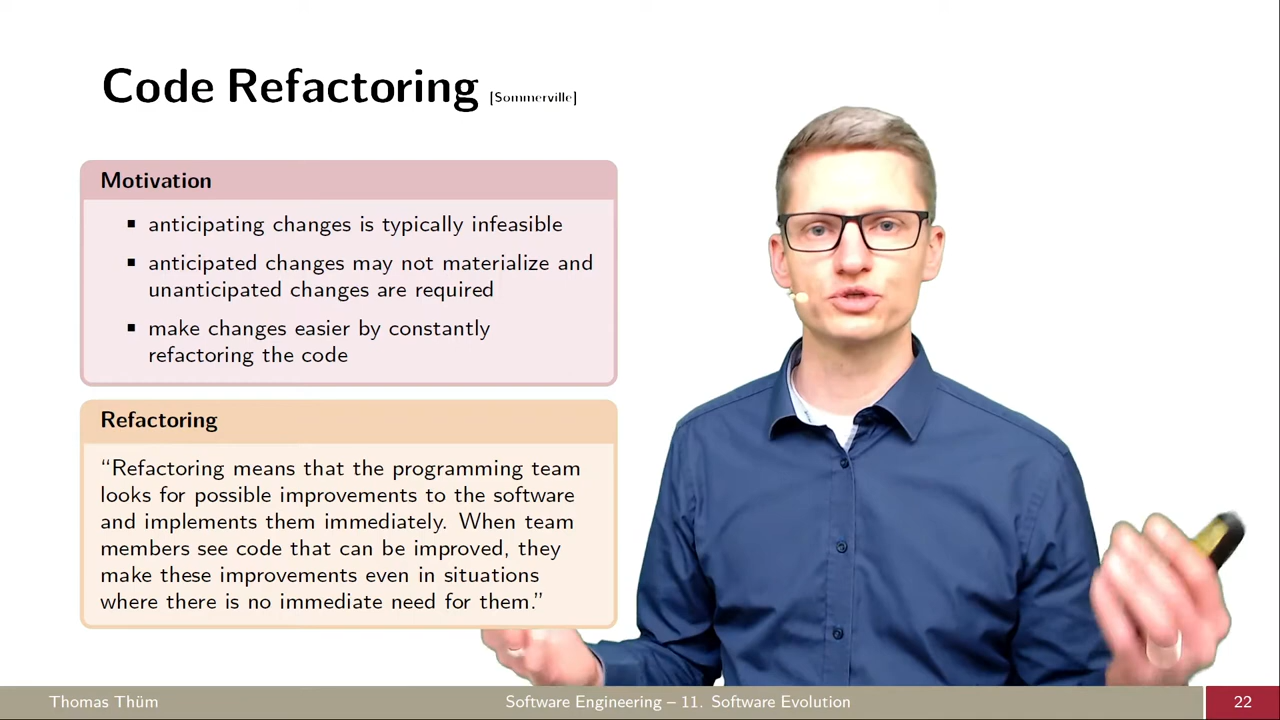 Code Refactoring [Sommerville]
Motivation
▪ anticipating changes is typically infeasible
▪ anticipated changes may not materialize and
unanticipated changes are required
▪ make changes easier by constantly
refactoring the code
Refactoring
“Refactoring means that the programming team
looks for possible improvements to the software
and implements them immediately. When team
members see code that can be improved, they
make these improvements even in situations
where there is no immediate need for them.”
Thomas Thüm
Software Engineering – 11. Software Evolution
22